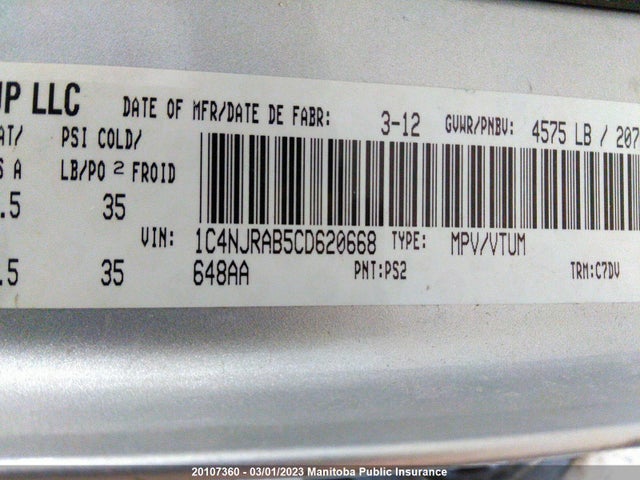 UP LLC DATE OF MFR/DATE DE FABR: 3-12 GVWR/PNBV: 4575 LB / 207
AT/ PSI COLD/
S A LB/PO 2 FROID
.5 35
VIN: 1C4NJRAB5CD620668 TYPE: MPV/VTUM
.5 35 648AA PNT:PS2 TRM:C7DV
20107360 - 03/01/2023 Manitoba Public Insurance